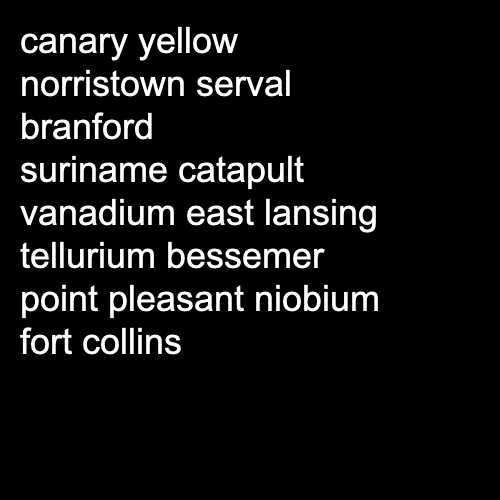 canary yellow
norristown serval
branford
suriname catapult
vanadium east lansing
tellurium bessemer
point pleasant niobium
fort collins